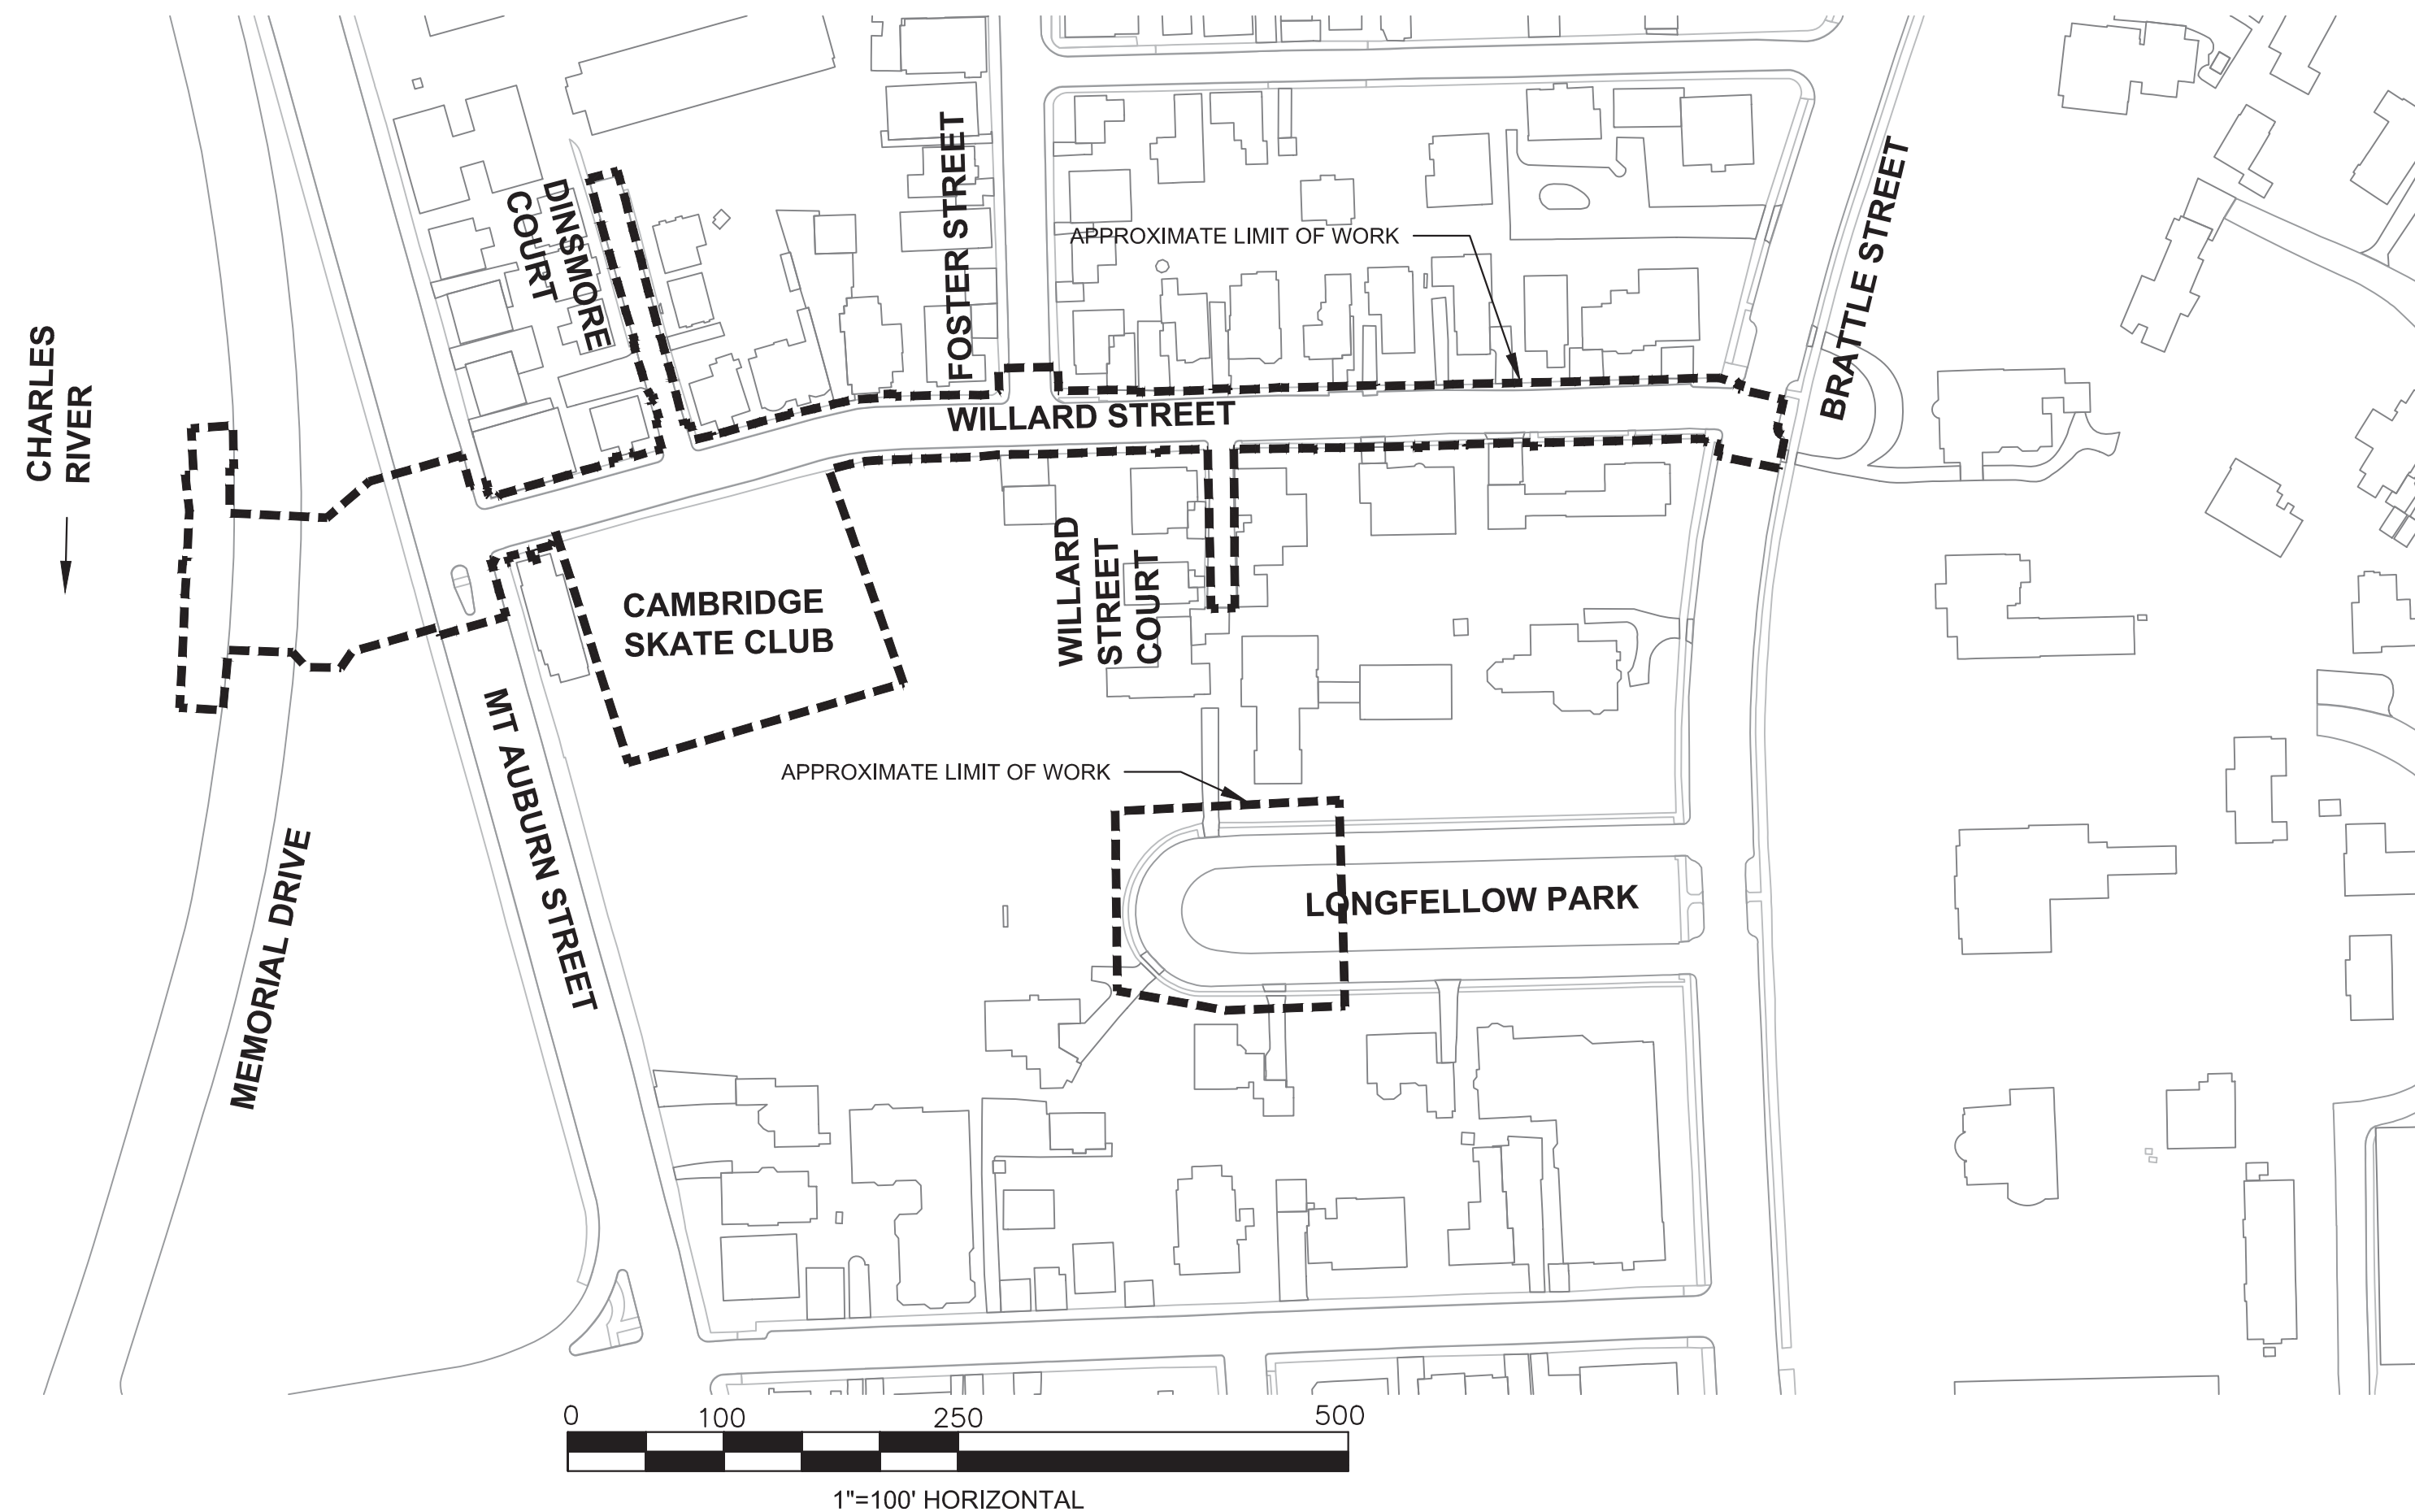 DINSMORE
COURT
FOSTER STREET
APPROXIMATE LIMIT OF WORK
BRATTLE STREET
CHARLES
RIVER
WILLARD STREET
WILLARD
STREET
COURT
CAMBRIDGE
SKATE CLUB
MT AUBURN STREET
APPROXIMATE LIMIT OF WORK
MEMORIAL DRIVE
LONGFELLOW PARK
0 100 250 500
1"=100' HORIZONTAL